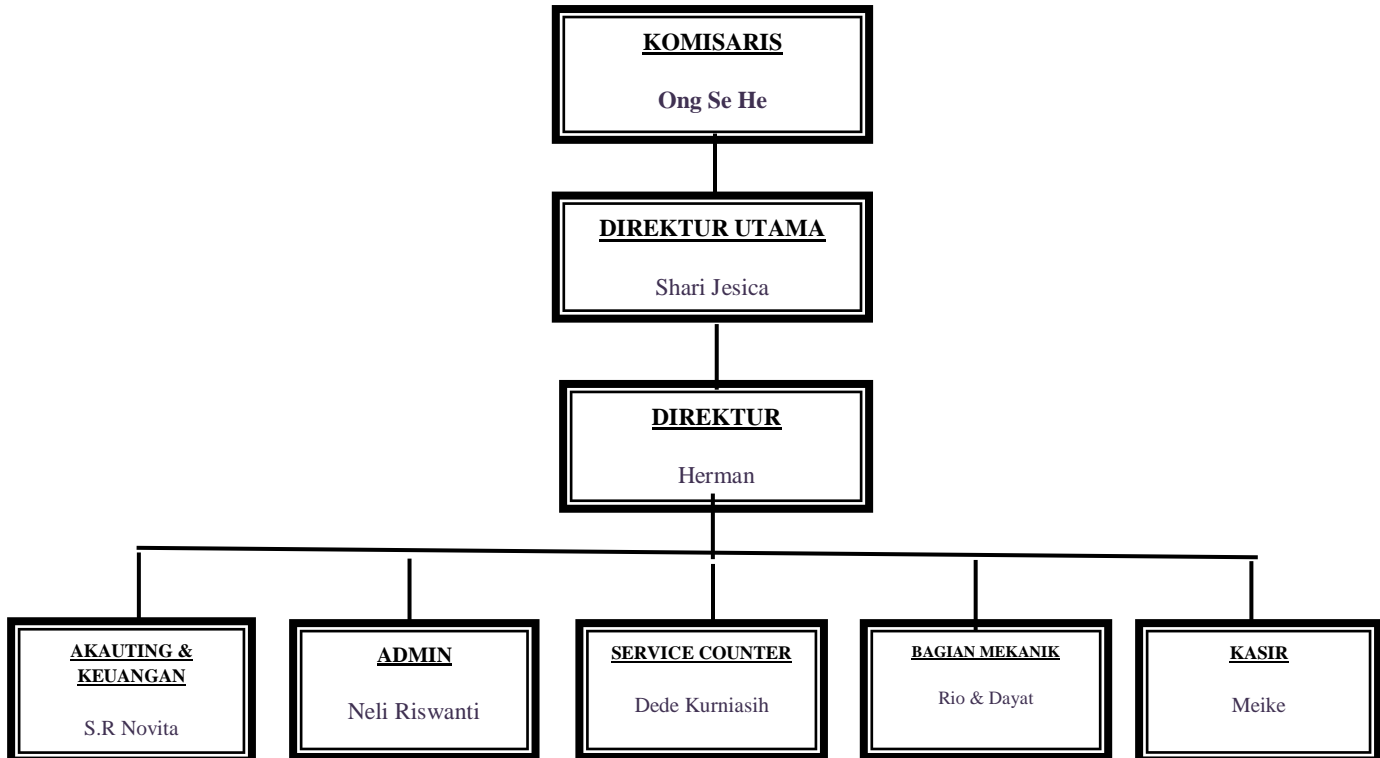 KOMISARIS
Ong Se He
DIREKTUR UTAMA
Shari Jesica
DIREKTUR
Herman
AKAUTING &
KEUANGAN
S.R Novita
ADMIN
Neli Riswanti
SERVICE COUNTER
Dede Kurniasih
BAGIAN MEKANIK
Rio & Dayat
KASIR
Meike